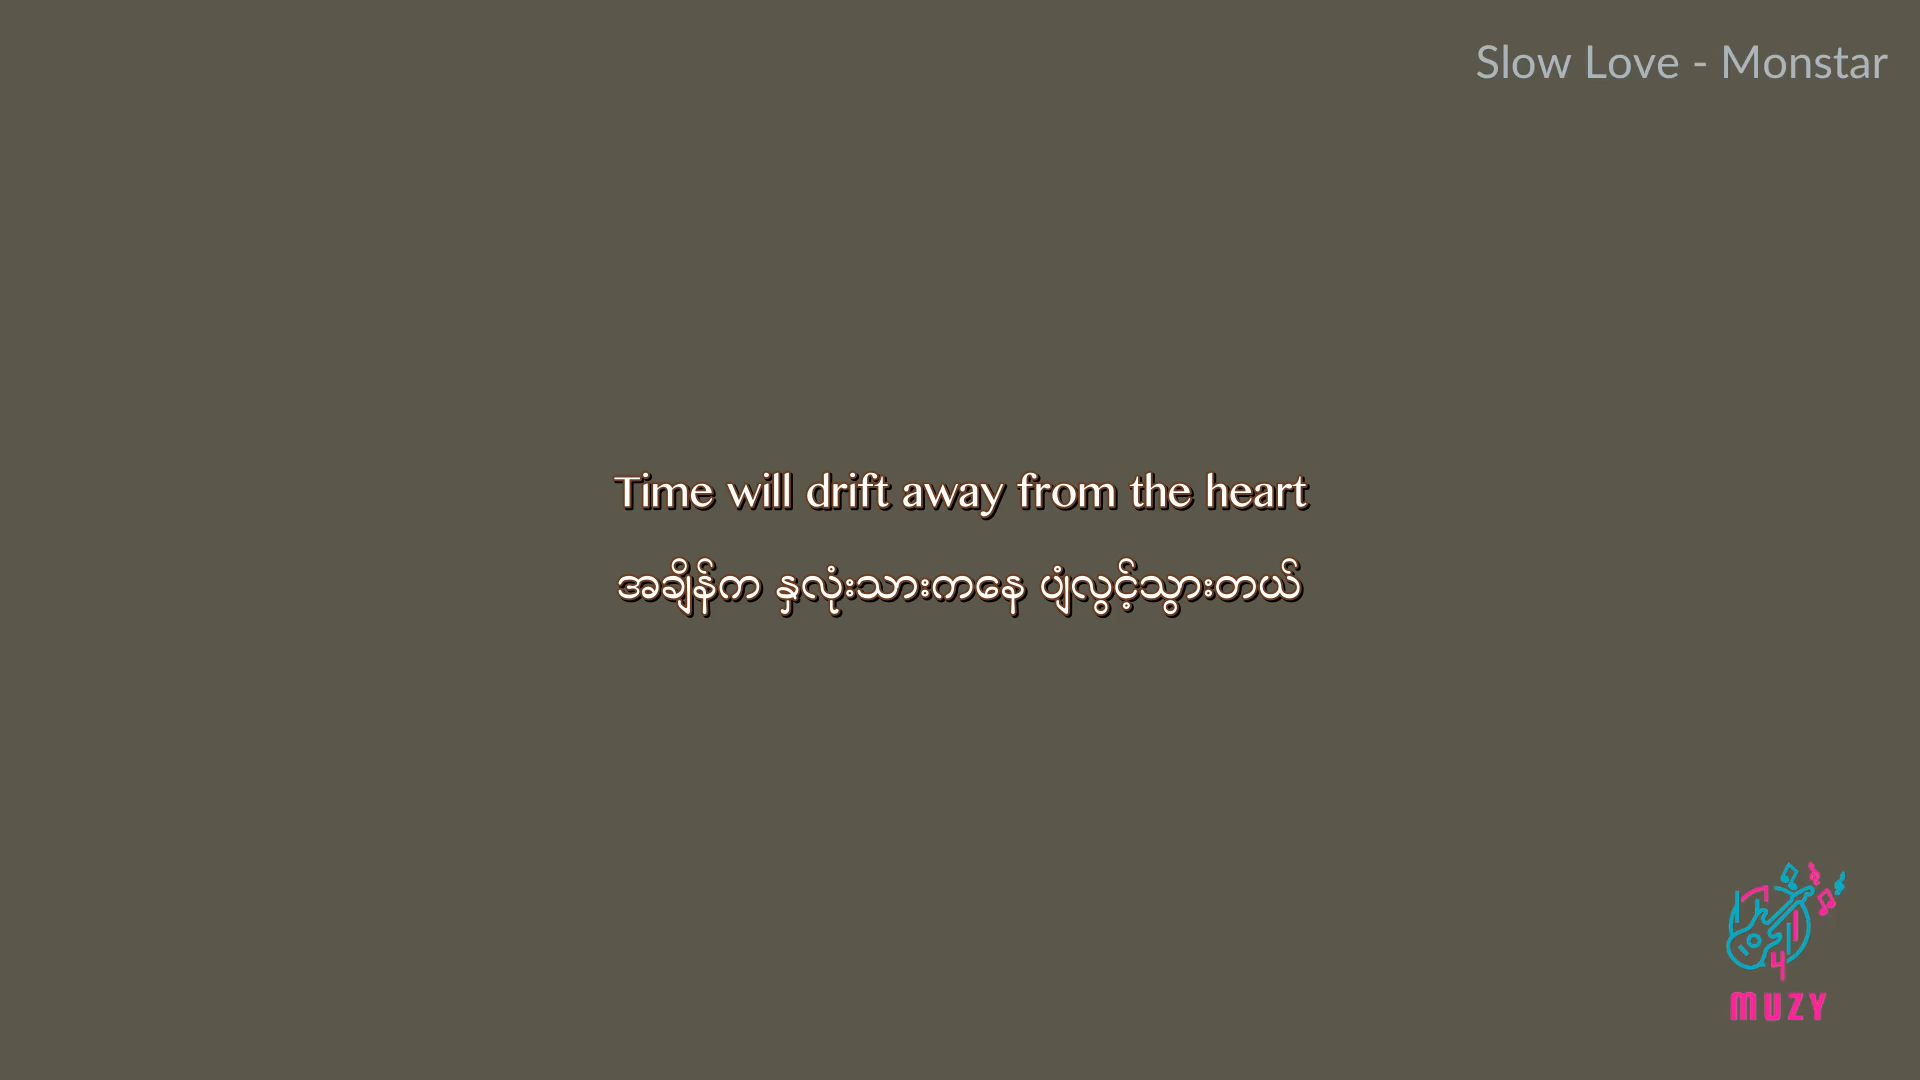 Slow Love - Monstar
Time will drift away from the heart
အချိန်က နှလုံးသားကနေ ပျံလွင့်သွားတယ်
4
MUZY